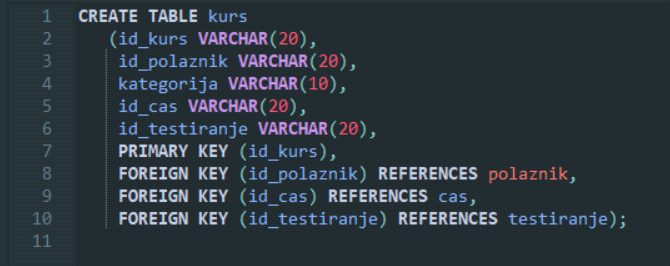 1 CREATE TABLE kurs
2 (id_kurs VARCHAR(20),
3 id_polaznik VARCHAR(20),
4 kategorija VARCHAR(10),
5 id_cas VARCHAR(20),
6 id_testiranje VARCHAR(20),
7 PRIMARY KEY (id_kurs),
8 FOREIGN KEY (id_polaznik) REFERENCES polaznik,
9 FOREIGN KEY (id_cas) REFERENCES cas,
10 FOREIGN KEY (id_testiranje) REFERENCES testiranje);
11